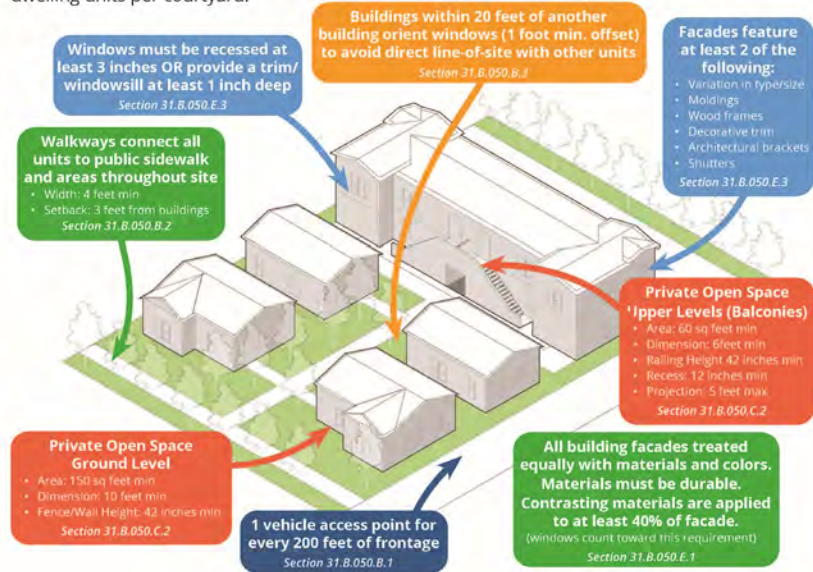 dwelling units per courtyard.
Buildings within 20 feet of another
building orient windows (1 foot min. offset)
to avoid direct line-of-site with other units
Section 31.B.050.B.3
Windows must be recessed at
least 3 inches OR provide a trim/
windowsill at least 1 inch deep
Section 31.B.050.E.3
Facades feature
at least 2 of the
following:
• Variation in type/size
• Moldings
• Wood frames
• Decorative trim
• Architectural brackets
• Shutters
Section 31.B.050.E.3
Walkways connect all
units to public sidewalk
and areas throughout site
• Width: 4 feet min
• Setback: 3 feet from buildings
Section 31.B.050.B.2
Private Open Space
Upper Levels (Balconies)
• Area: 60 sq feet min
• Dimension: 6feet min
• Railing Height 42 inches min
• Recess: 12 inches min
• Projection: 5 feet max
Section 31.B.050.C.2
Private Open Space
Ground Level
• Area: 150 sq feet min
• Dimension: 10 feet min
• Fence/Wall Height: 42 inches min
Section 31.B.050.C.2
1 vehicle access point for
every 200 feet of frontage
Section 31.B.050.B.1
All building facades treated
equally with materials and colors.
Materials must be durable.
Contrasting materials are applied
to at least 40% of facade.
(windows count toward this requirement)
Section 31.B.050.E.1